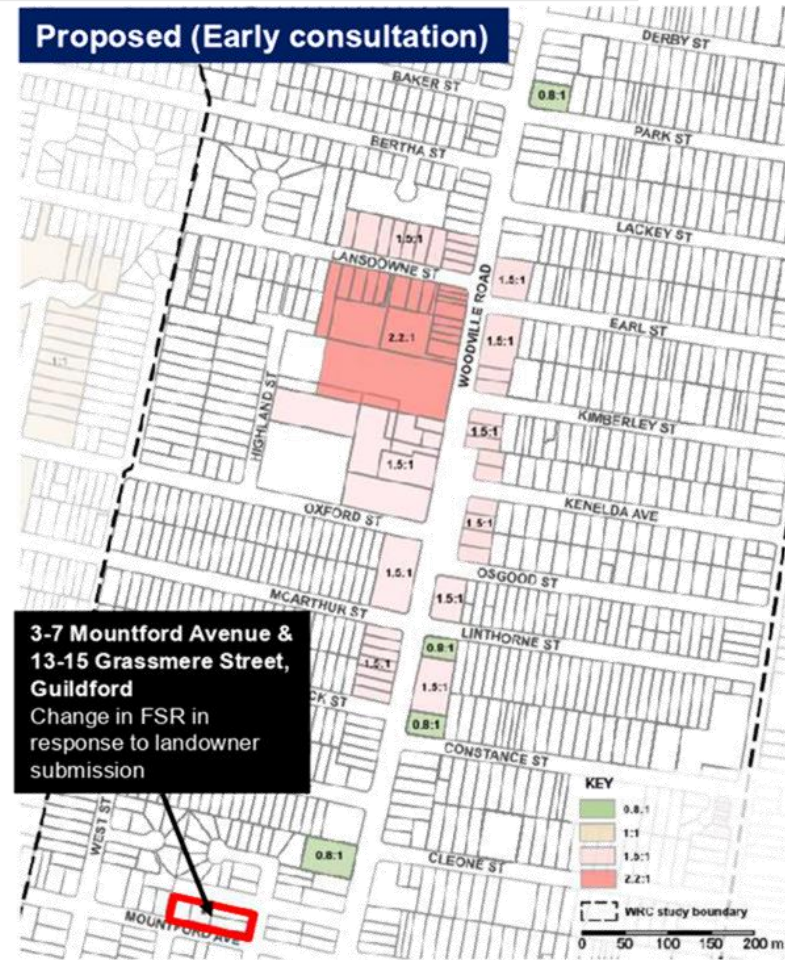 Proposed (Early consultation)
DERBY ST
BAKER ST
0.8:1
PARK ST
BERTHA ST
LACKEY ST
1.5:1
LANSDOWNE ST
1.5:1
WOODVILLE ROAD
EARL ST
2.2:1
1.5:1
1:1
HIGHLAND ST
KIMBERLEY ST
1.5:1
1.5:1
OXFORD ST
KENELDA AVE
1.5:1
1.5:1
OSGOOD ST
MCARTHUR ST
1.5:1
LINTHORNE ST
0.8:1
1.5:1
1.5:1
CK ST
0.8:1
CONSTANCE ST
3-7 Mountford Avenue &
13-15 Grassmere Street,
Guildford
Change in FSR in
response to landowner
submission
WEST ST
0.8:1
CLEONE ST
MOUNTFORD AVE
KEY
0.8:1
1:1
1.5:1
2.2:1
WRC study boundary
0 50 100 150 200 m